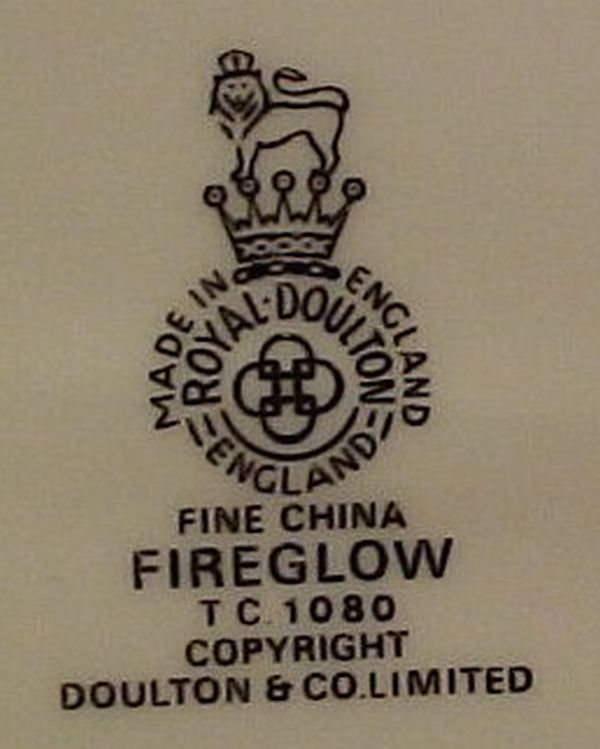 MADE IN ENGLAND
ROYAL·DOULTON
ENGLAND
FINE CHINA
FIREGLOW
T C. 1080
COPYRIGHT
DOULTON & CO.LIMITED